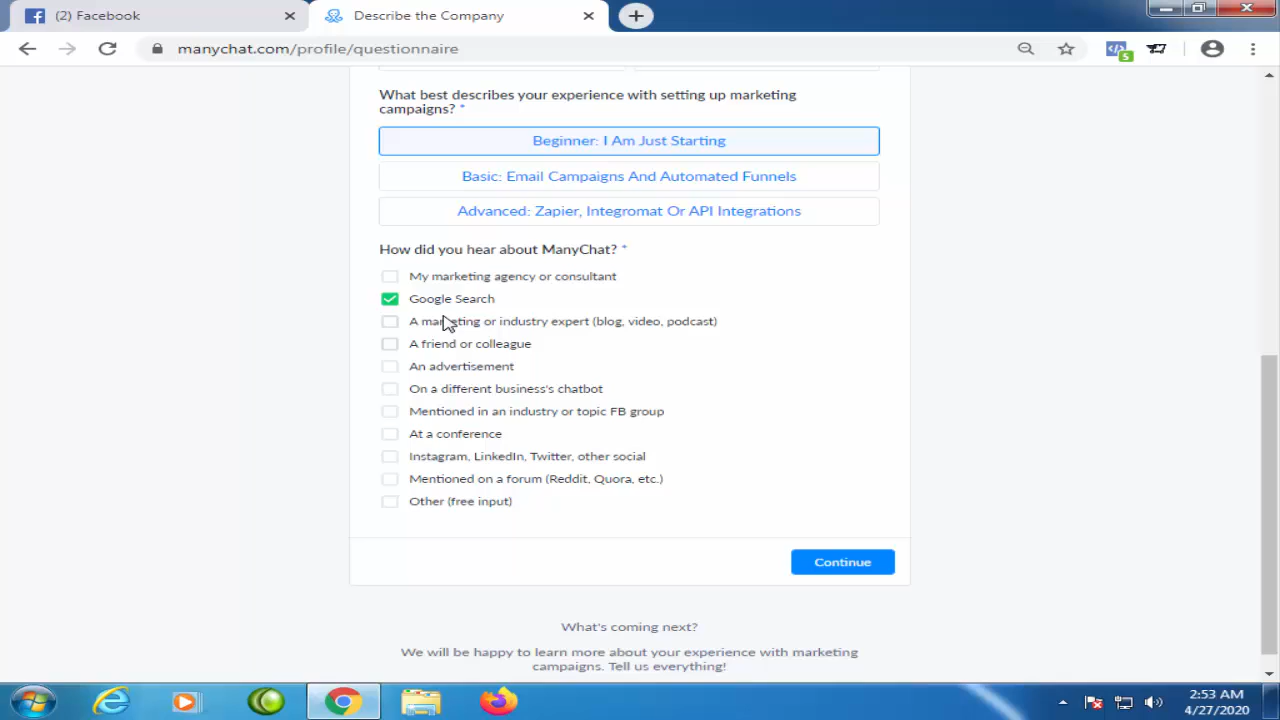 (2) Facebook
Describe the Company
manychat.com/profile/questionnaire
What best describes your experience with setting up marketing
campaigns? *
Beginner: I Am Just Starting
Basic: Email Campaigns And Automated Funnels
Advanced: Zapier, Integromat Or API Integrations
How did you hear about ManyChat? *
My marketing agency or consultant
Google Search
A marketing or industry expert (blog, video, podcast)
A friend or colleague
An advertisement
On a different business's chatbot
Mentioned in an industry or topic FB group
At a conference
Instagram, LinkedIn, Twitter, other social
Mentioned on a forum (Reddit, Quora, etc.)
Other (free input)
Continue
What's coming next?
We will be happy to learn more about your experience with marketing
campaigns. Tell us everything!
2:53 AM
4/27/2020